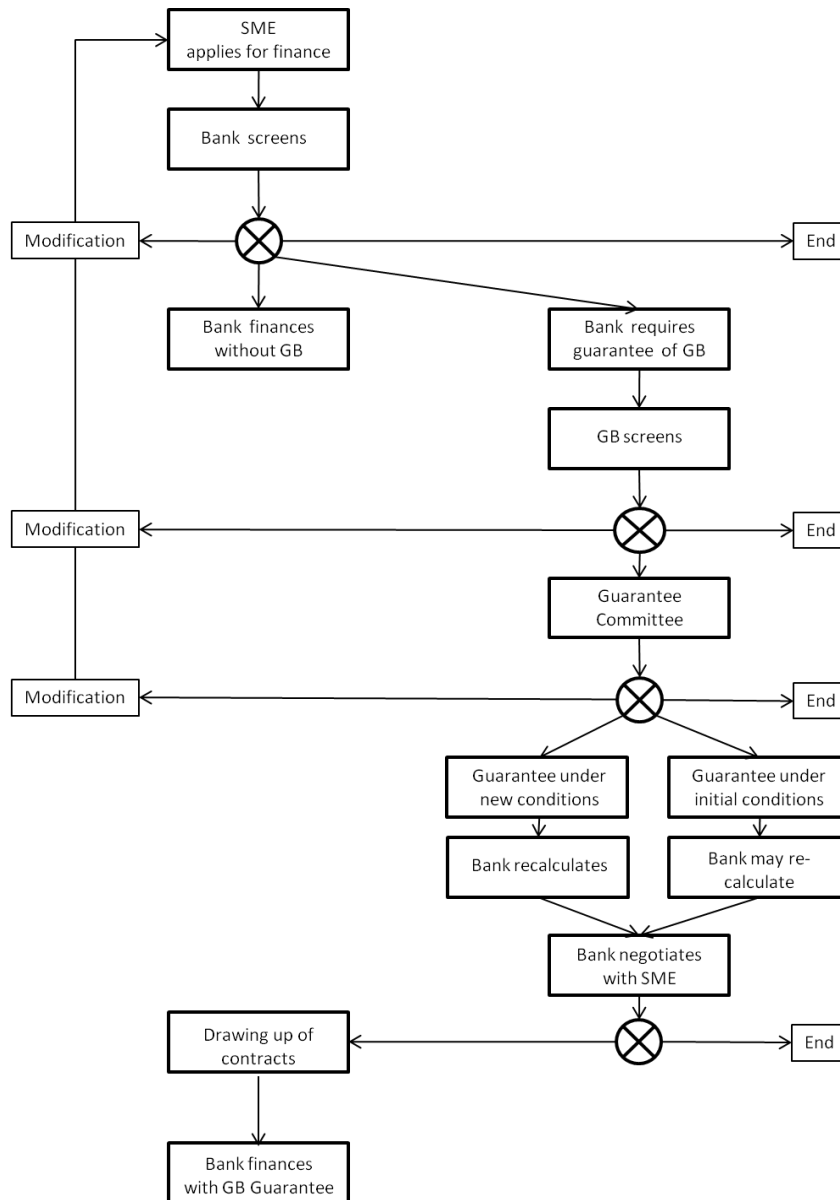 SME
applies for finance
Bank screens
Modification
End
Bank finances
without GB
Bank requires
guarantee of GB
GB screens
Modification
End
Guarantee
Committee
Modification
End
Guarantee under
new conditions
Guarantee under
initial conditions
Bank recalculates
Bank may re-
calculate
Bank negotiates
with SME
Drawing up of
contracts
End
Bank finances
with GB Guarantee